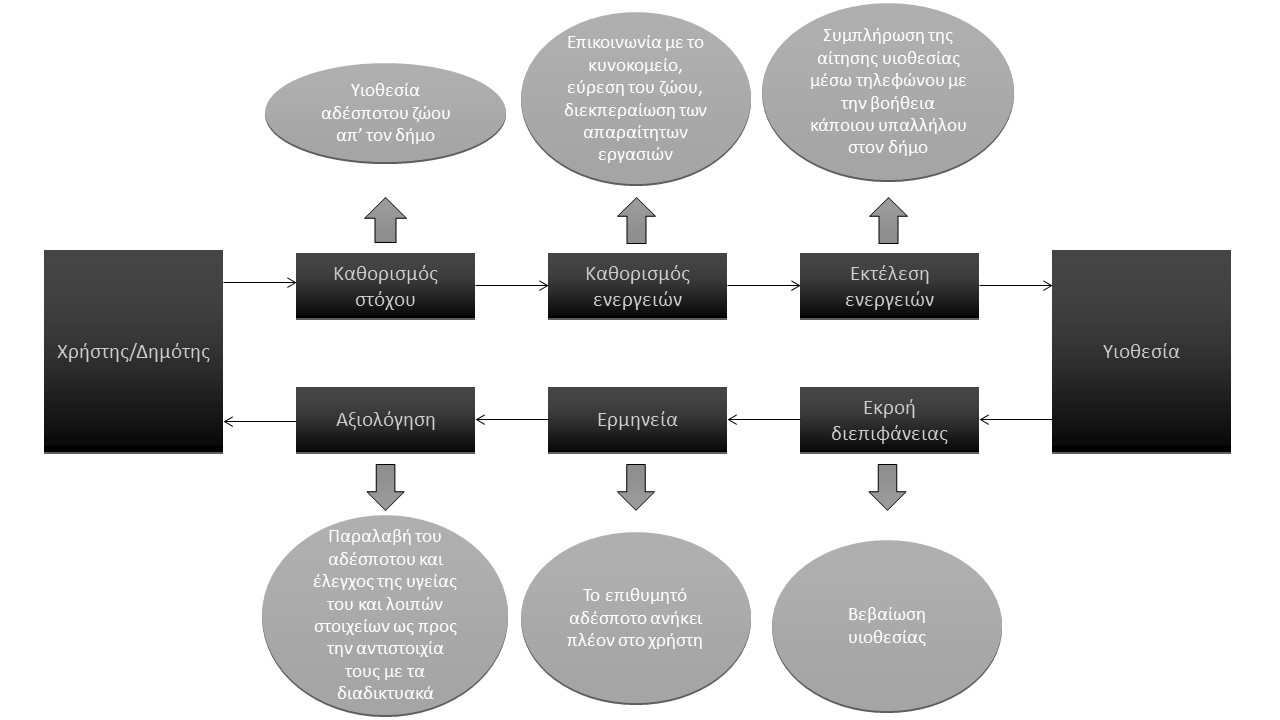 Υιοθεσία
αδέσποτου ζώου
απ’ τον δήμο
Επικοινωνία με το
κυνοκομείο,
εύρεση του ζώου,
διεκπεραίωση των
απαραίτητων
εργασιών
Συμπλήρωση της
αίτησης υιοθεσίας
μέσω τηλεφώνου με
την βοήθεια
κάποιου υπαλλήλου
στον δήμο
Χρήστης/Δημότης
Καθορισμός
στόχου
Καθορισμός
ενεργειών
Εκτέλεση
ενεργειών
Υιοθεσία
Αξιολόγηση
Ερμηνεία
Εκροή
διεπιφάνειας
Παραλαβή του
αδέσποτου και
έλεγχος της υγείας
του και λοιπών
στοιχείων ως προς
την αντιστοιχία
τους με τα
διαδικτυακά
Το επιθυμητό
αδέσποτο ανήκει
πλέον στο χρήστη
Βεβαίωση
υιοθεσίας